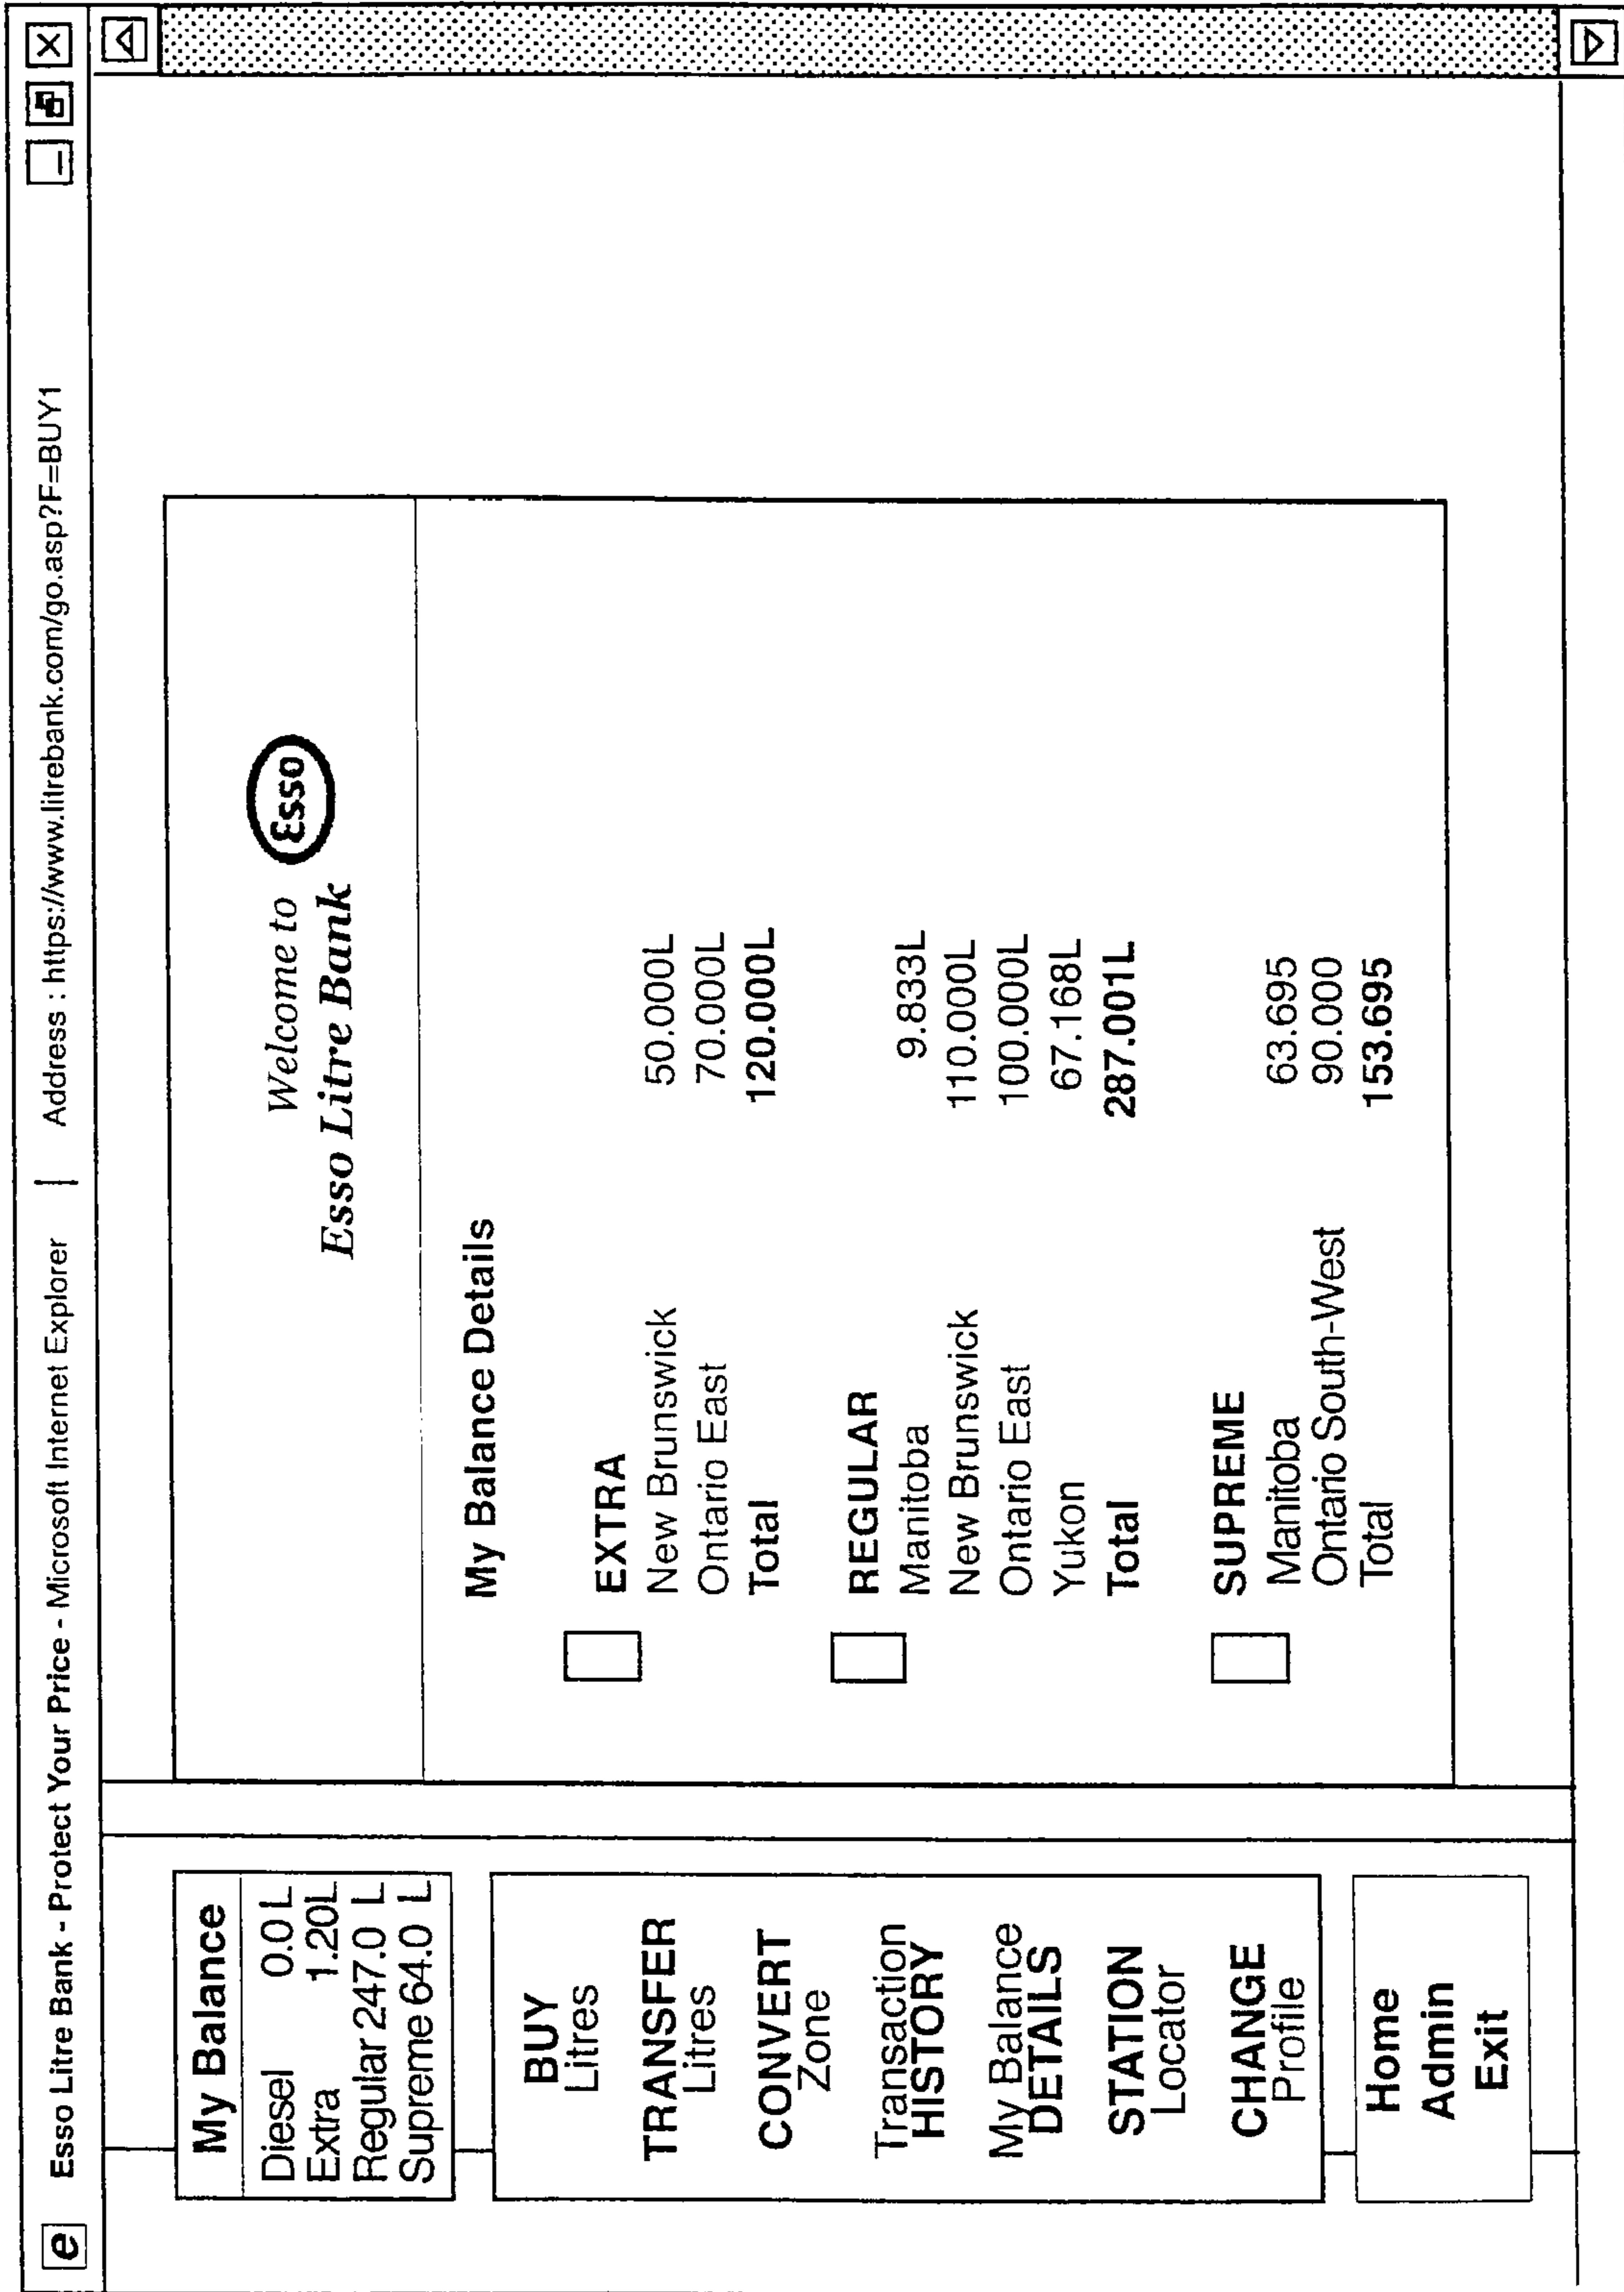 e Esso Litre Bank - Protect Your Price - Microsoft Internet Explorer | Address : https://www.litrebank.com/go.asp?F=BUY1
My Balance
Diesel 0.0 L
Extra 1.20L
Regular 247.0 L
Supreme 64.0 L
BUY
Litres
TRANSFER
Litres
CONVERT
Zone
Transaction
HISTORY
My Balance
DETAILS
STATION
Locator
CHANGE
Profile
Home
Admin
Exit
Welcome to
Esso Litre Bank
Esso
My Balance Details
EXTRA
New Brunswick 50.000L
Ontario East 70.000L
Total 120.000L
REGULAR
Manitoba 9.833L
New Brunswick 110.000L
Ontario East 100.000L
Yukon 67.168L
Total 287.001L
SUPREME
Manitoba 63.695
Ontario South-West 90.000
Total 153.695